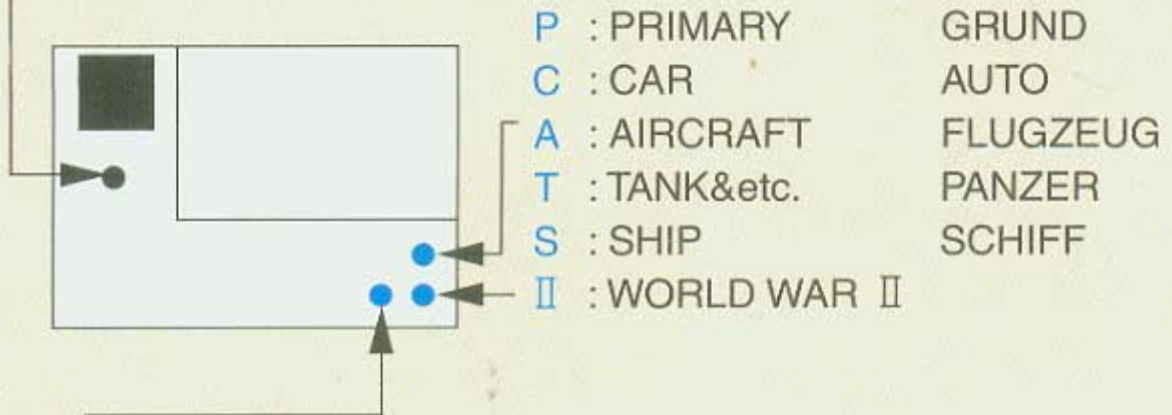 P : PRIMARY GRUND
C : CAR AUTO
A : AIRCRAFT FLUGZEUG
T : TANK&etc. PANZER
S : SHIP SCHIFF
Ⅱ : WORLD WAR Ⅱ